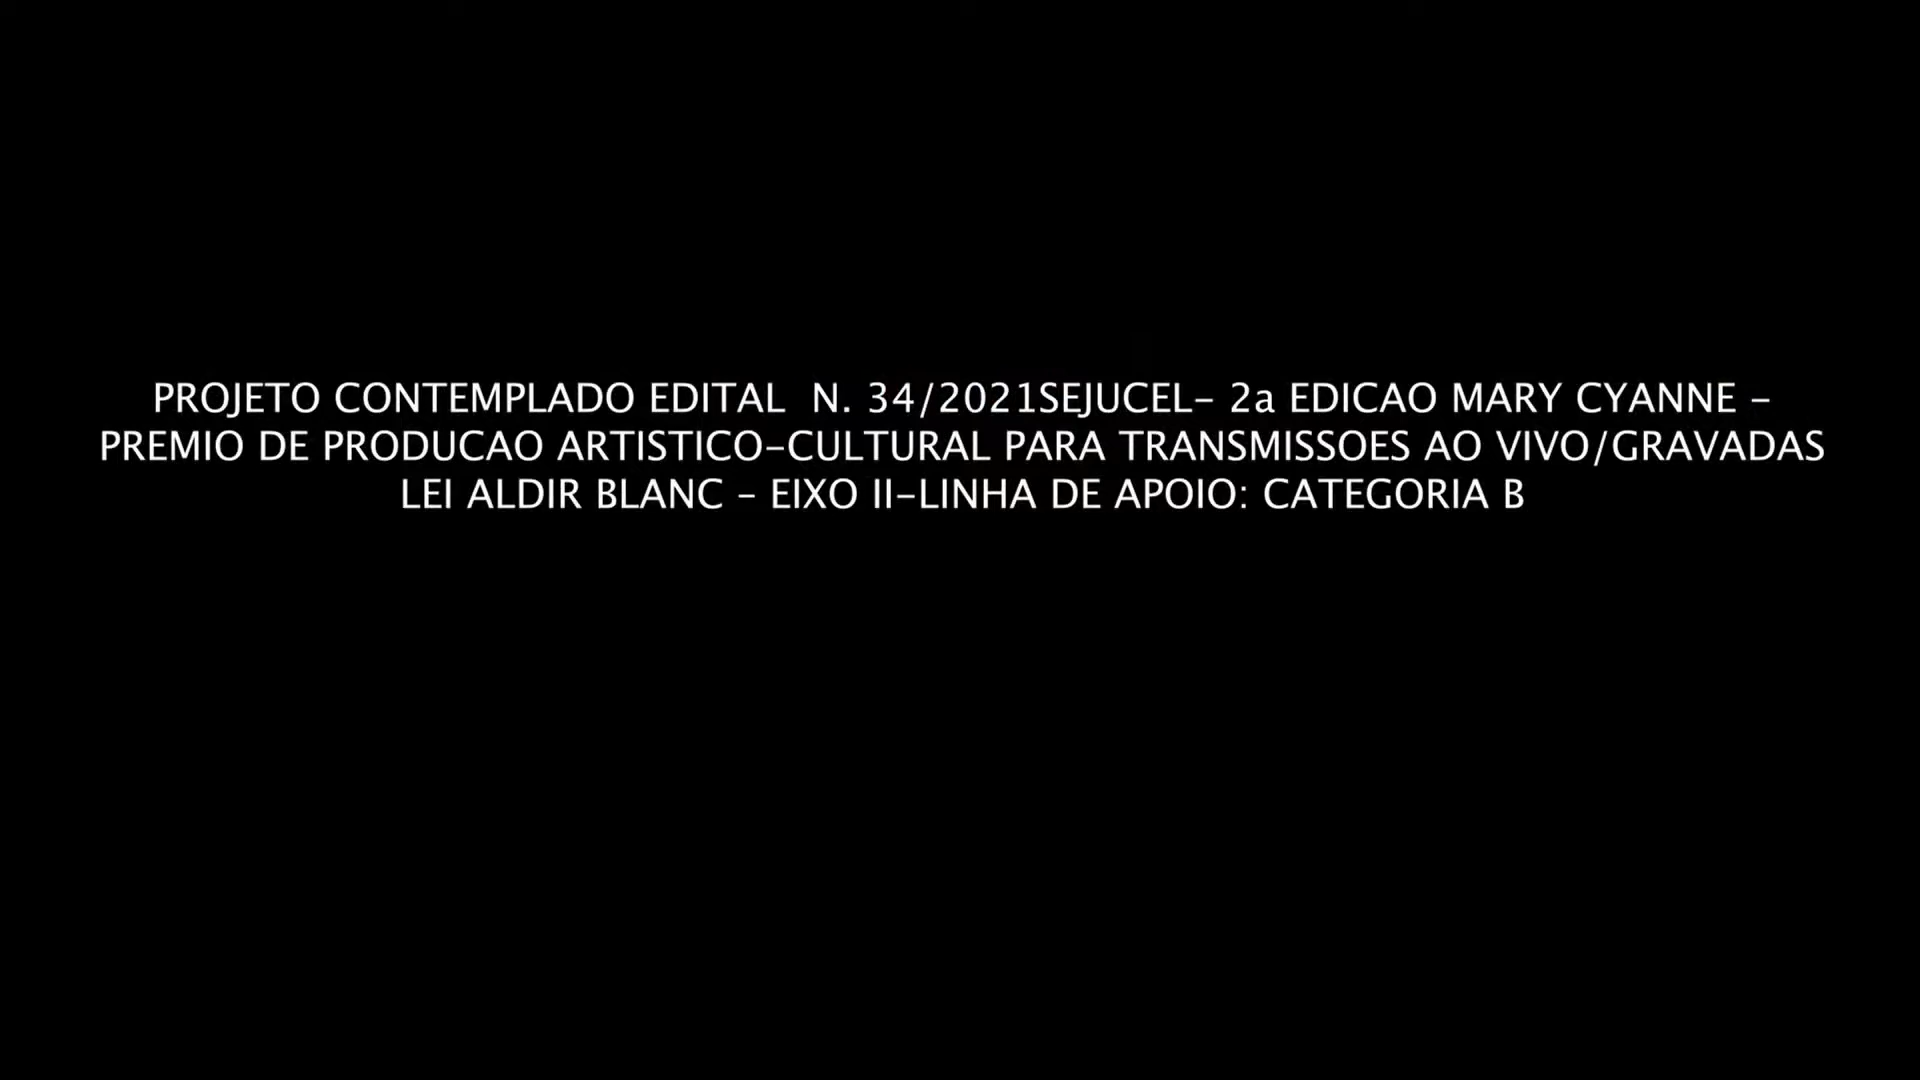 PROJETO CONTEMPLADO EDITAL  N. 34/2021SEJUCEL- 2a EDICAO MARY CYANNE -
PREMIO DE PRODUCAO ARTISTICO-CULTURAL PARA TRANSMISSOES AO VIVO/GRAVADAS
LEI ALDIR BLANC - EIXO II-LINHA DE APOIO: CATEGORIA B